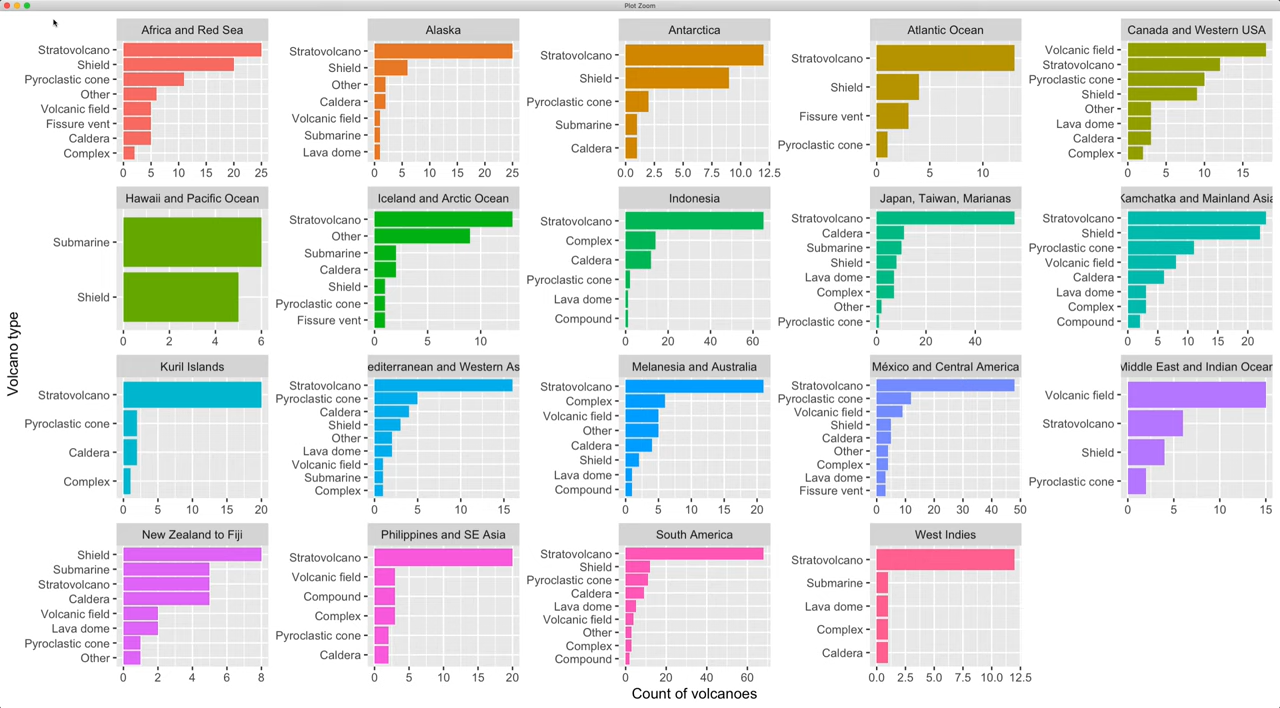 Plot Zoom
Africa and Red Sea
Stratovolcano
Shield
Pyroclastic cone
Other
Volcanic field
Fissure vent
Caldera
Complex
0 5 10 15 20 25
Alaska
Stratovolcano
Shield
Other
Caldera
Volcanic field
Submarine
Lava dome
0 5 10 15 20 25
Antarctica
Stratovolcano
Shield
Pyroclastic cone
Submarine
Caldera
0.0 2.5 5.0 7.5 10.0 12.5
Atlantic Ocean
Stratovolcano
Shield
Fissure vent
Pyroclastic cone
0 5 10
Canada and Western USA
Volcanic field
Stratovolcano
Pyroclastic cone
Shield
Other
Lava dome
Caldera
Complex
0 5 10 15
Hawaii and Pacific Ocean
Submarine
Shield
0 2 4 6
Iceland and Arctic Ocean
Stratovolcano
Other
Submarine
Caldera
Shield
Pyroclastic cone
Fissure vent
0 5 10
Indonesia
Stratovolcano
Complex
Caldera
Pyroclastic cone
Lava dome
Compound
0 20 40 60
Japan, Taiwan, Marianas
Stratovolcano
Caldera
Submarine
Shield
Lava dome
Complex
Other
Pyroclastic cone
0 20 40
Kamchatka and Mainland Asia
Stratovolcano
Shield
Pyroclastic cone
Volcanic field
Caldera
Lava dome
Complex
Compound
0 5 10 15 20
Volcano type
Kuril Islands
Stratovolcano
Pyroclastic cone
Caldera
Complex
0 5 10 15 20
editerranean and Western As
Stratovolcano
Pyroclastic cone
Caldera
Shield
Other
Lava dome
Volcanic field
Submarine
Complex
0 5 10 15
Melanesia and Australia
Stratovolcano
Complex
Volcanic field
Other
Caldera
Shield
Lava dome
Compound
0 5 10 15 20
México and Central America
Stratovolcano
Pyroclastic cone
Volcanic field
Shield
Caldera
Other
Complex
Lava dome
Fissure vent
0 10 20 30 40 50
Middle East and Indian Ocean
Volcanic field
Stratovolcano
Shield
Pyroclastic cone
0 5 10 15
New Zealand to Fiji
Shield
Submarine
Stratovolcano
Caldera
Volcanic field
Lava dome
Pyroclastic cone
Other
0 2 4 6 8
Philippines and SE Asia
Stratovolcano
Volcanic field
Compound
Complex
Pyroclastic cone
Caldera
0 5 10 15 20
South America
Stratovolcano
Shield
Pyroclastic cone
Caldera
Lava dome
Volcanic field
Other
Complex
Compound
0 20 40 60
West Indies
Stratovolcano
Submarine
Lava dome
Complex
Caldera
0.0 2.5 5.0 7.5 10.0 12.5
Count of volcanoes